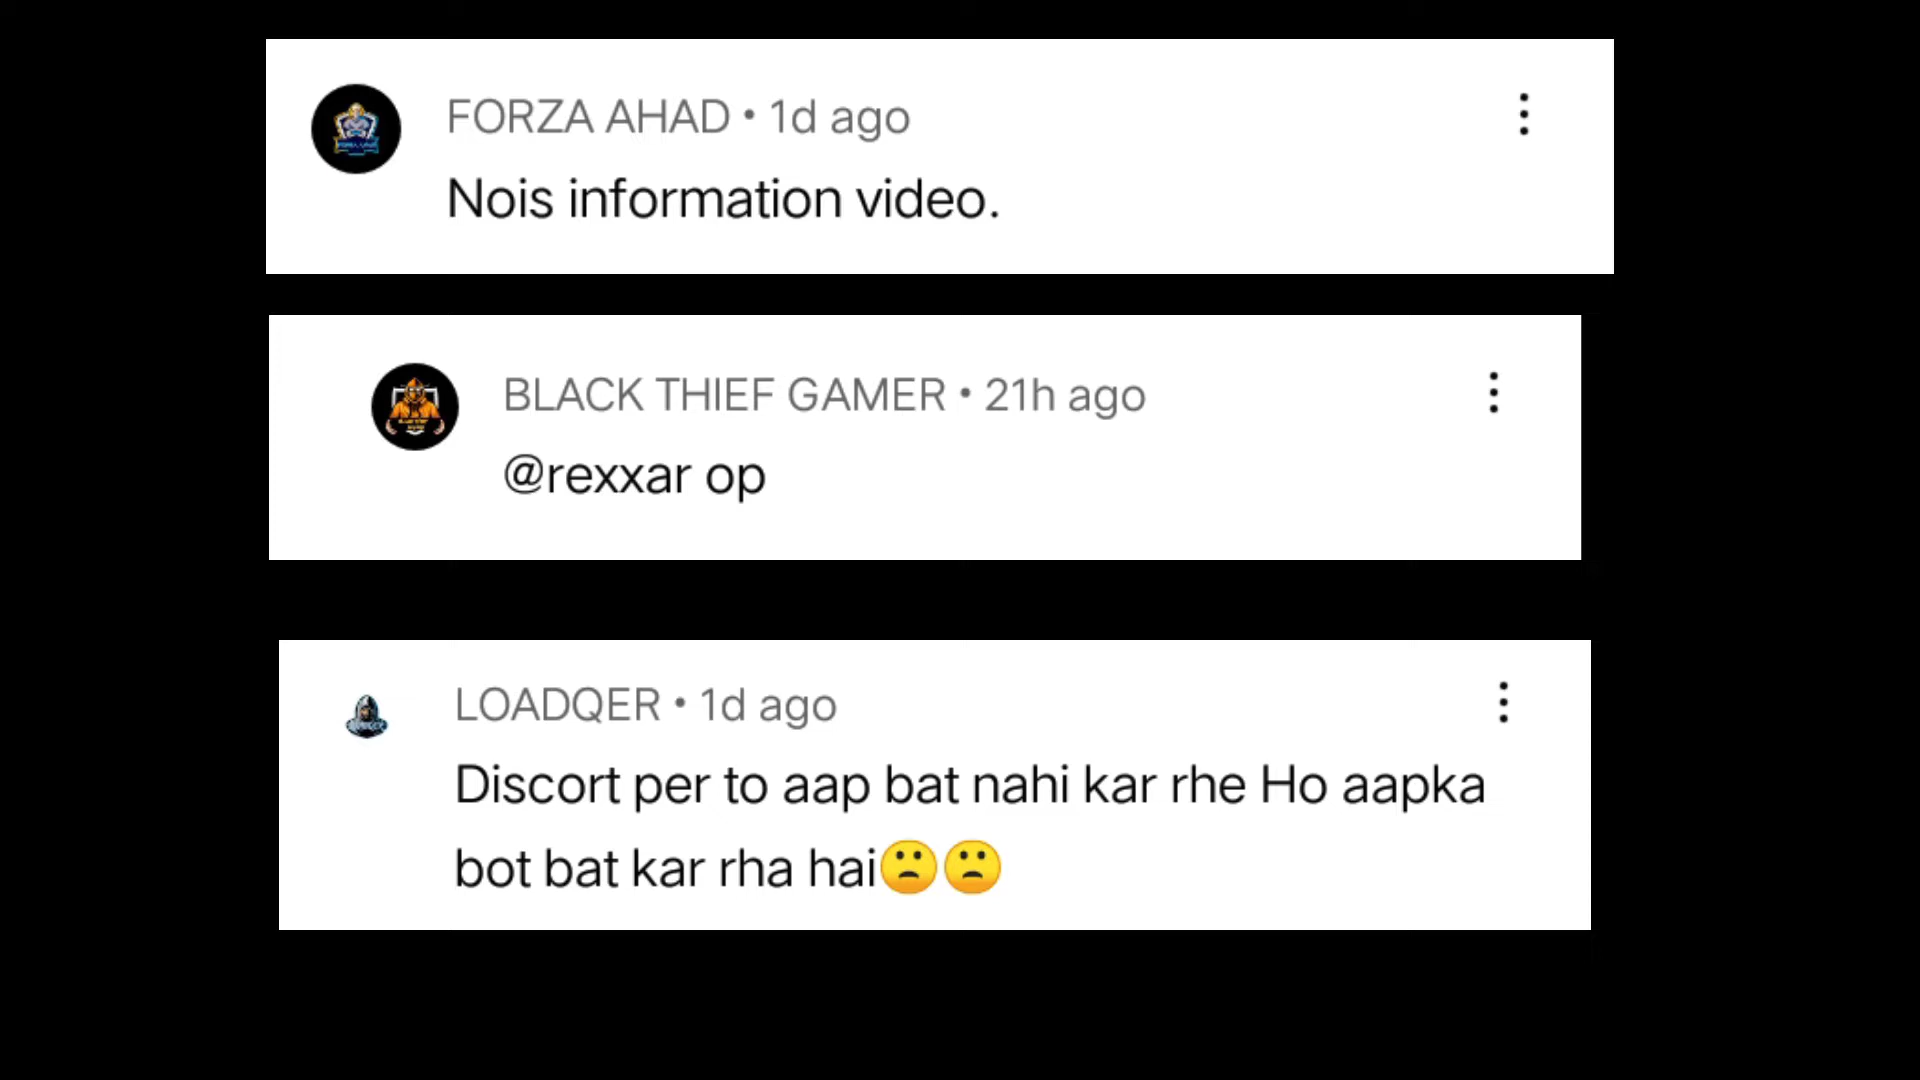 FORZA AHAD • 1d ago
Nois information video.
BLACK THIEF GAMER • 21h ago
@rexxar op
LOADQER • 1d ago
Discort per to aap bat nahi kar rhe Ho aapka
bot bat kar rha hai🙁🙁